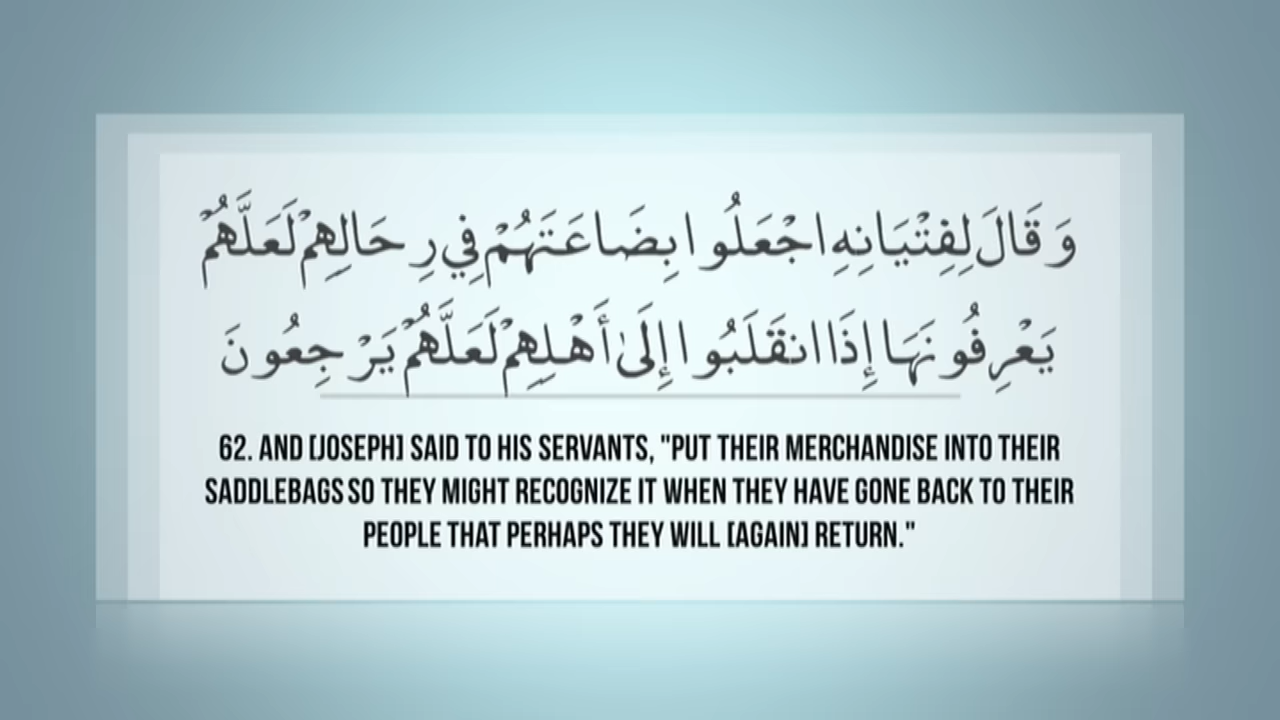 وَقَالَ لِفِتْيَانِهِ اجْعَلُوا بِضَاعَتَهُمْ فِي رِحَالِهِمْ لَعَلَّهُمْ
يَعْرِفُونَهَا إِذَا انقَلَبُوا إِلَىٰ أَهْلِهِمْ لَعَلَّهُمْ يَرْجِعُونَ
62. AND [JOSEPH] SAID TO HIS SERVANTS, "PUT THEIR MERCHANDISE INTO THEIR
SADDLEBAGS SO THEY MIGHT RECOGNIZE IT WHEN THEY HAVE GONE BACK TO THEIR
PEOPLE THAT PERHAPS THEY WILL [AGAIN] RETURN."